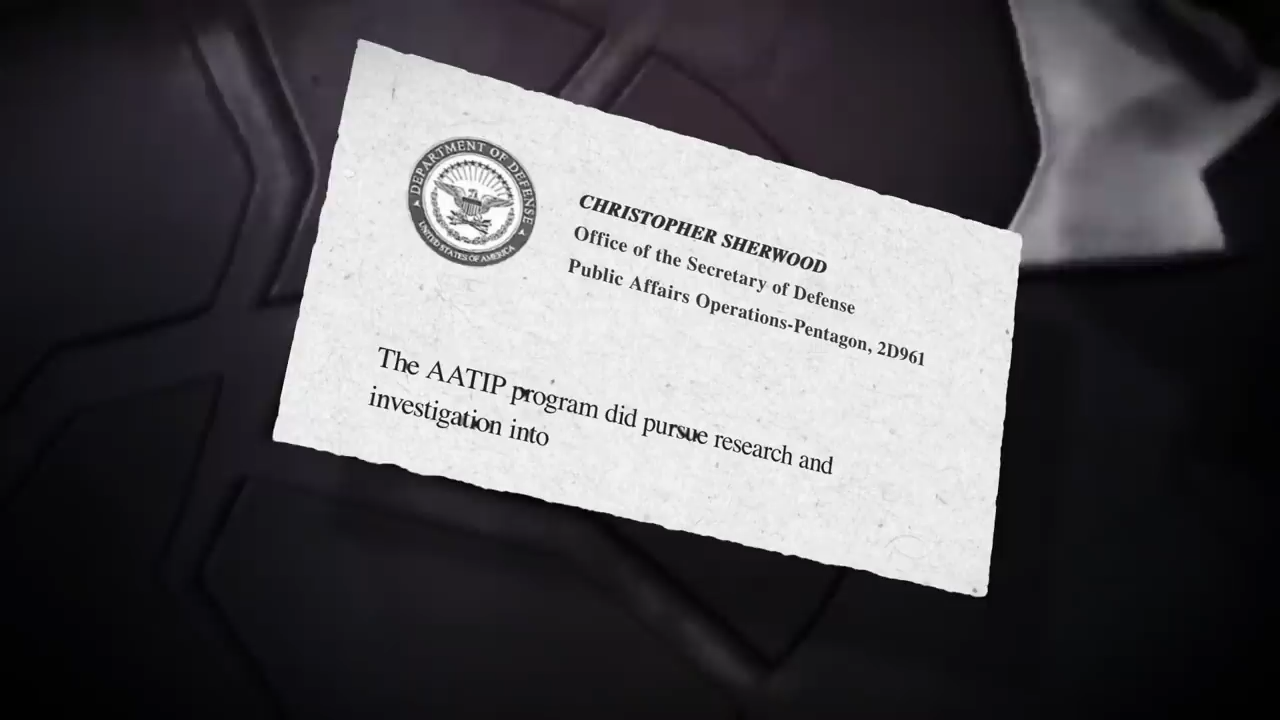 DEPARTMENT OF DEFENSE
UNITED STATES OF AMERICA
CHRISTOPHER SHERWOOD
Office of the Secretary of Defense
Public Affairs Operations-Pentagon, 2D961
The AATIP program did pursue research and
investigation into